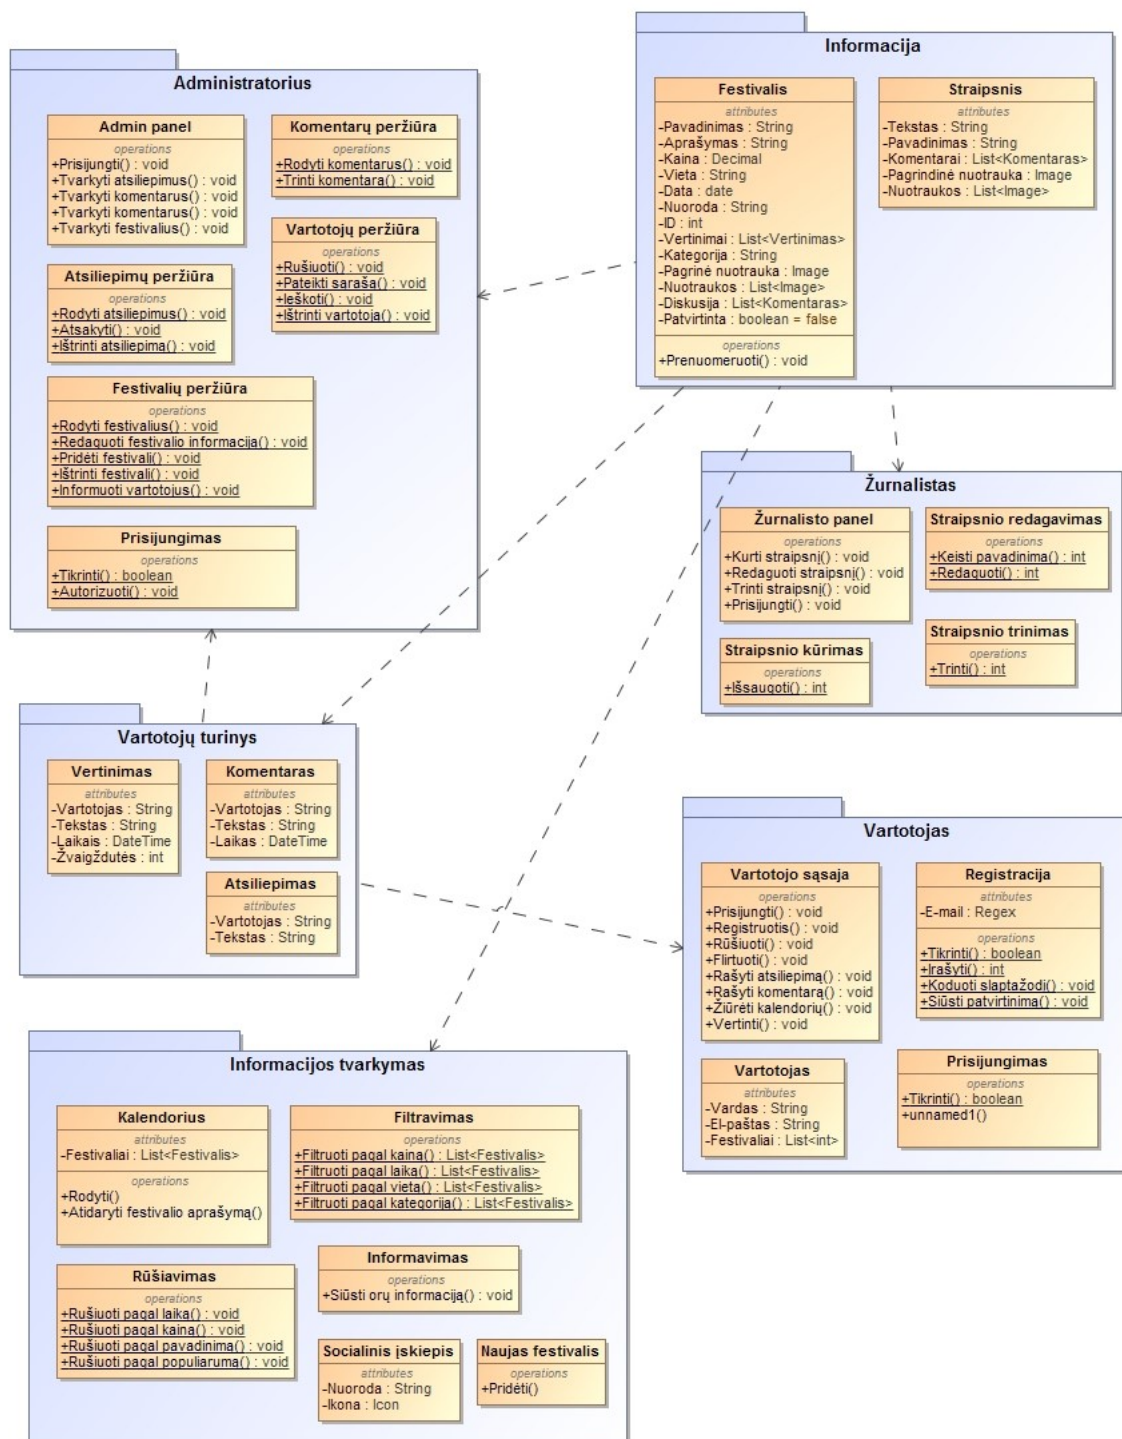 Administratorius
Admin panel
operations
+Prisijungti() : void
+Tvarkyti atsiliepimus() : void
+Tvarkyti komentarus() : void
+Tvarkyti komentarus() : void
+Tvarkyti festivalius() : void
Komentarų peržiūra
operations
+Rodyti komentarus() : void
+Trinti komentarą() : void
Vartotojų peržiūra
operations
+Rušiuoti() : void
+Pateikti sarašą() : void
+Ieškoti() : void
+Ištrinti vartotoją() : void
Atsiliepimų peržiūra
operations
+Rodyti atsiliepimus() : void
+Atsakyti() : void
+Ištrinti atsiliepimą() : void
Festivalių peržiūra
operations
+Rodyti festivalius() : void
+Redaguoti festivalio informaciją() : void
+Pridėti festivalį() : void
+Ištrinti festivalį() : void
+Informuoti vartotojus() : void
Prisijungimas
operations
+Tikrinti() : boolean
+Autorizuoti() : void
Informacija
Festivalis
attributes
-Pavadinimas : String
-Aprašymas : String
-Kaina : Decimal
-Vieta : String
-Data : date
-Nuoroda : String
-ID : int
-Vertinimai : List<Vertinimas>
-Kategorija : String
-Pagrinė nuotrauka : Image
-Nuotraukos : List<Image>
-Diskusija : List<Komentaras>
-Patvirtinta : boolean = false
operations
+Prenuomeruoti() : void
Straipsnis
attributes
-Tekstas : String
-Pavadinimas : String
-Komentarai : List<Komentaras>
-Pagrindinė nuotrauka : Image
-Nuotraukos : List<Image>
Žurnalistas
Žurnalisto panel
operations
+Kurti straipsnį() : void
+Redaguoti straipsnį() : void
+Trinti straipsnį() : void
+Prisijungti() : void
Straipsnio redagavimas
operations
+Keisti pavadinimą() : int
+Redaguoti() : int
Straipsnio kūrimas
operations
+Išsaugoti() : int
Straipsnio trinimas
operations
+Trinti() : int
Vartotojų turinys
Vertinimas
attributes
-Vartotojas : String
-Tekstas : String
-Laikais : DateTime
-Žvaigždutės : int
Komentaras
attributes
-Vartotojas : String
-Tekstas : String
-Laikas : DateTime
Atsiliepimas
attributes
-Vartotojas : String
-Tekstas : String
Vartotojas
Vartotojo sąsaja
operations
+Prisijungti() : void
+Registruotis() : void
+Rūšiuoti() : void
+Flirtuoti() : void
+Rašyti atsiliepimą() : void
+Rašyti komentarą() : void
+Žiūrėti kalendorių() : void
+Vertinti() : void
Registracija
attributes
-E-mail : Regex
operations
+Tikrinti() : boolean
+Įrašyti() : int
+Koduoti slaptažodį() : void
+Siūsti patvirtinimą() : void
Vartotojas
attributes
-Vardas : String
-El-paštas : String
-Festivaliai : List<int>
Prisijungimas
operations
+Tikrinti() : boolean
+unnamed1()
Informacijos tvarkymas
Kalendorius
attributes
-Festivaliai : List<Festivalis>
operations
+Rodyti()
+Atidaryti festivalio aprašymą()
Filtravimas
operations
+Filtruoti pagal kainą() : List<Festivalis>
+Filtruoti pagal laiką() : List<Festivalis>
+Filtruoti pagal vietą() : List<Festivalis>
+Filtruoti pagal kategoriją() : List<Festivalis>
Informavimas
operations
+Siūsti orų informaciją() : void
Rūšiavimas
operations
+Rušiuoti pagal laiką() : void
+Rušiuoti pagal kainą() : void
+Rušiuoti pagal pavadinimą() : void
+Rušiuoti pagal populiarumą() : void
Socialinis įskiepis
attributes
-Nuoroda : String
-Ikona : Icon
Naujas festivalis
operations
+Pridėti()